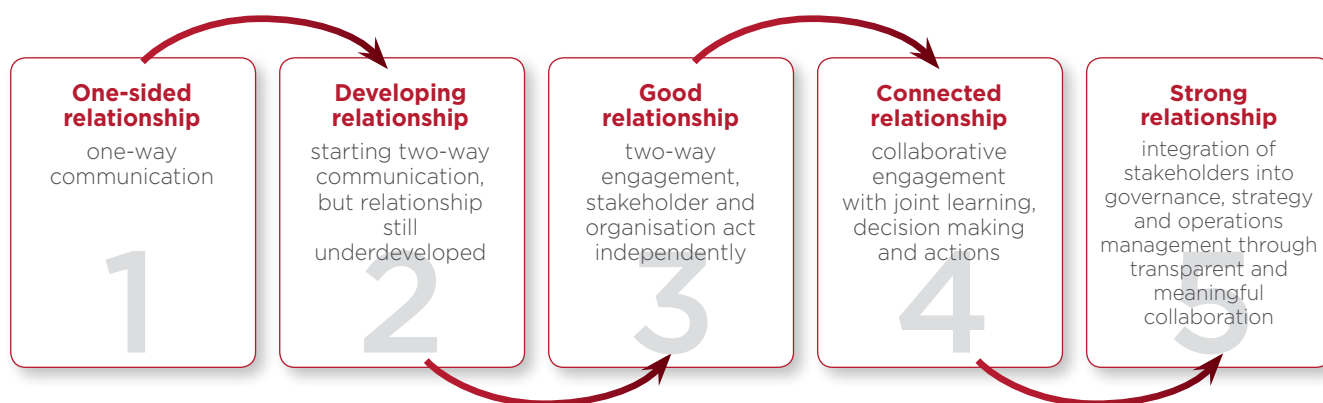 One-sided
relationship
one-way
communication
1
Developing
relationship
starting two-way
communication,
but relationship
still
underdeveloped
2
Good
relationship
two-way
engagement,
stakeholder and
organisation act
independently
3
Connected
relationship
collaborative
engagement
with joint learning,
decision making
and actions
4
Strong
relationship
integration of
stakeholders into
governance, strategy
and operations
management through
transparent and
meaningful
collaboration
5